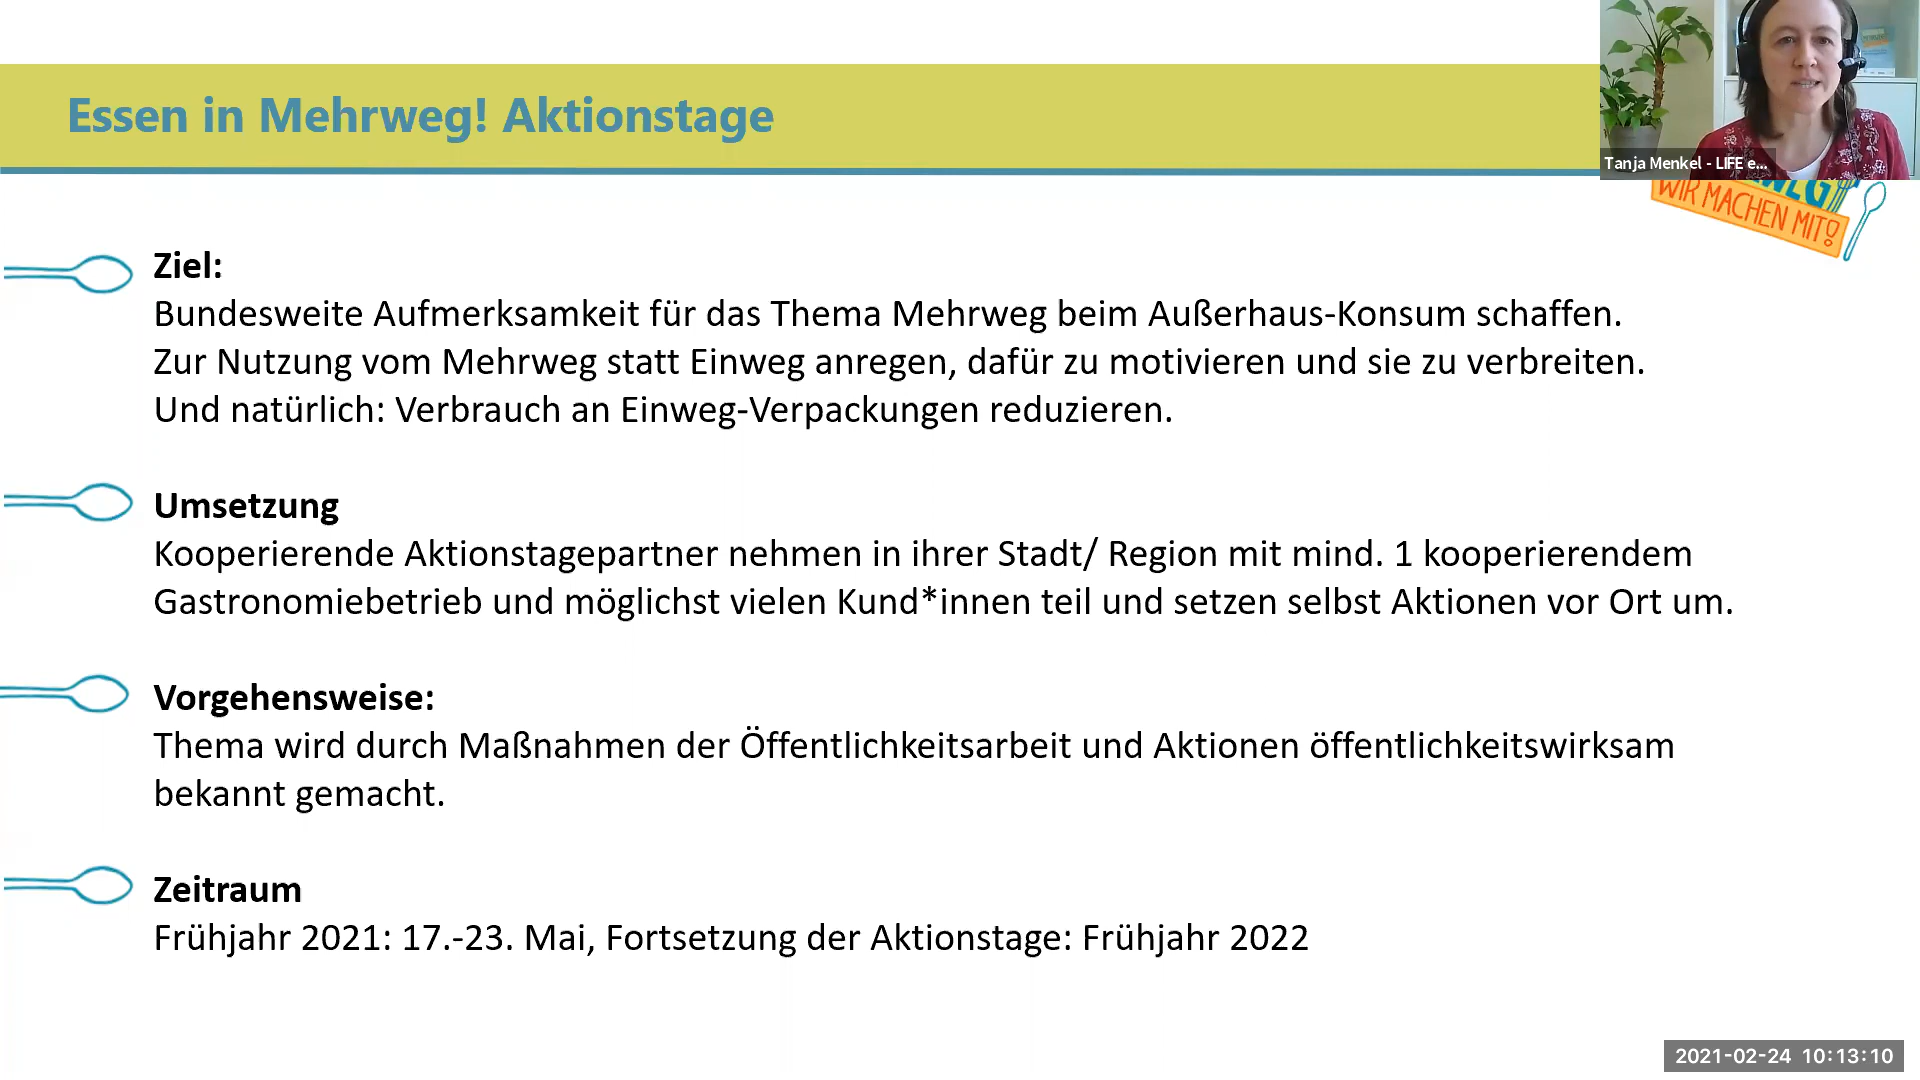 Essen in Mehrweg! Aktionstage
Tanja Menkel - LIFE e...
WIR MACHEN MIT!
Ziel:
Bundesweite Aufmerksamkeit für das Thema Mehrweg beim Außerhaus-Konsum schaffen.
Zur Nutzung vom Mehrweg statt Einweg anregen, dafür zu motivieren und sie zu verbreiten.
Und natürlich: Verbrauch an Einweg-Verpackungen reduzieren.
Umsetzung
Kooperierende Aktionstagepartner nehmen in ihrer Stadt/ Region mit mind. 1 kooperierendem
Gastronomiebetrieb und möglichst vielen Kund*innen teil und setzen selbst Aktionen vor Ort um.
Vorgehensweise:
Thema wird durch Maßnahmen der Öffentlichkeitsarbeit und Aktionen öffentlichkeitswirksam
bekannt gemacht.
Zeitraum
Frühjahr 2021: 17.-23. Mai, Fortsetzung der Aktionstage: Frühjahr 2022
2021-02-24 10:13:10